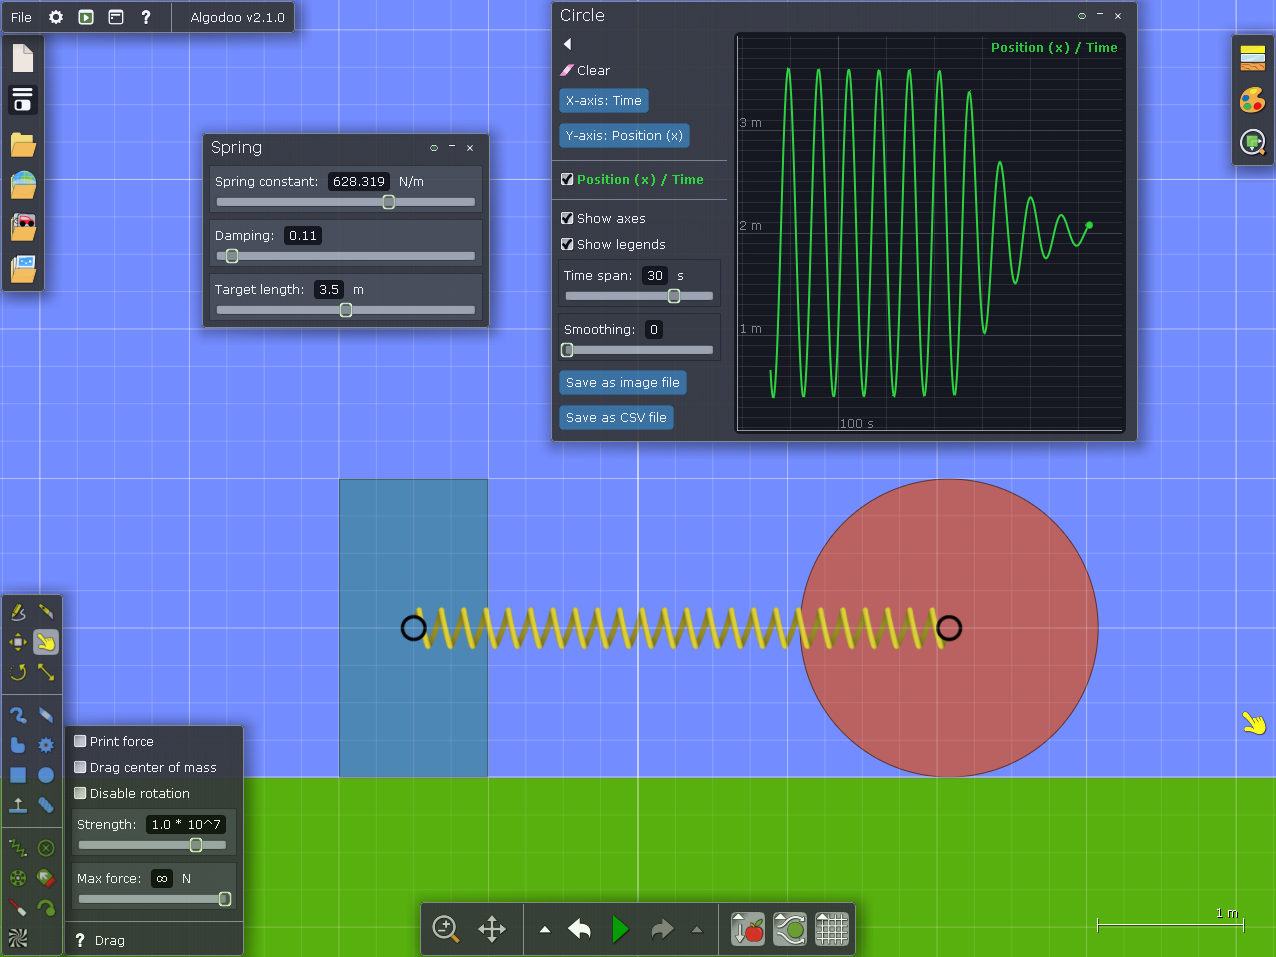 File ? Algodoo v2.1.0
Circle
Clear
X-axis: Time
Y-axis: Position (x)
Position (x) / Time
Show axes
Show legends
Time span: 30 s
Smoothing: 0
Save as image file
Save as CSV file
Position (x) / Time
3 m
2 m
1 m
100 s
Spring
Spring constant: 628.319 N/m
Damping: 0.11
Target length: 3.5 m
Print force
Drag center of mass
Disable rotation
Strength: 1.0 * 10^7
Max force: ∞ N
? Drag
1 m